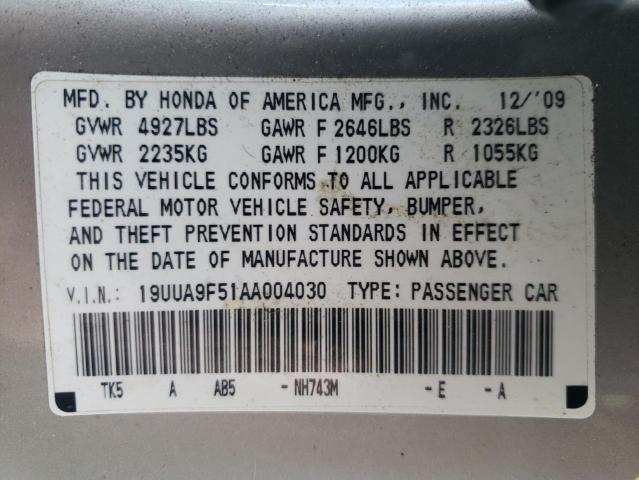 MFD. BY HONDA OF AMERICA MFG., INC. 12/'09
GVWR 4927LBS GAWR F 2646LBS R 2326LBS
GVWR 2235KG GAWR F 1200KG R 1055KG
THIS VEHICLE CONFORMS TO ALL APPLICABLE
FEDERAL MOTOR VEHICLE SAFETY, BUMPER,
AND THEFT PREVENTION STANDARDS IN EFFECT
ON THE DATE OF MANUFACTURE SHOWN ABOVE.
V.I.N.: 19UUA9F51AA004030 TYPE: PASSENGER CAR
TK5 A AB5 -NH743M -E -A